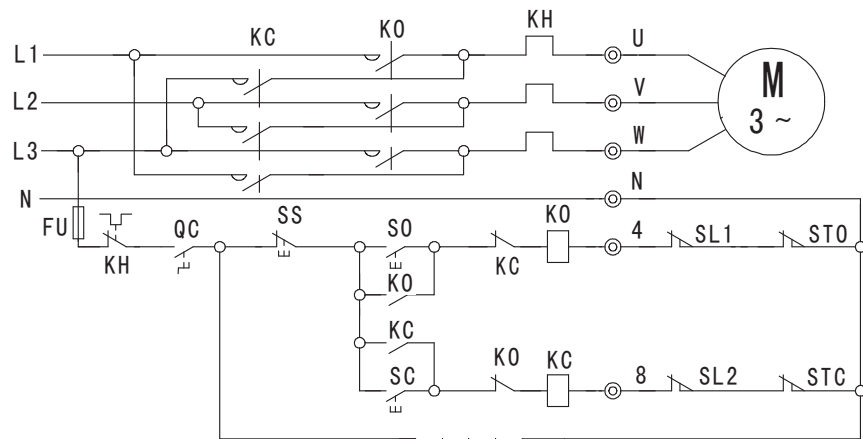 KH
KC
KO
U
L1
M
3 ~
V
L2
W
L3
N
N
FU
QC
SS
SO
KO
4
SL1
STO
KH
KC
KO
KC
KO
KC
8
SC
SL2
STC